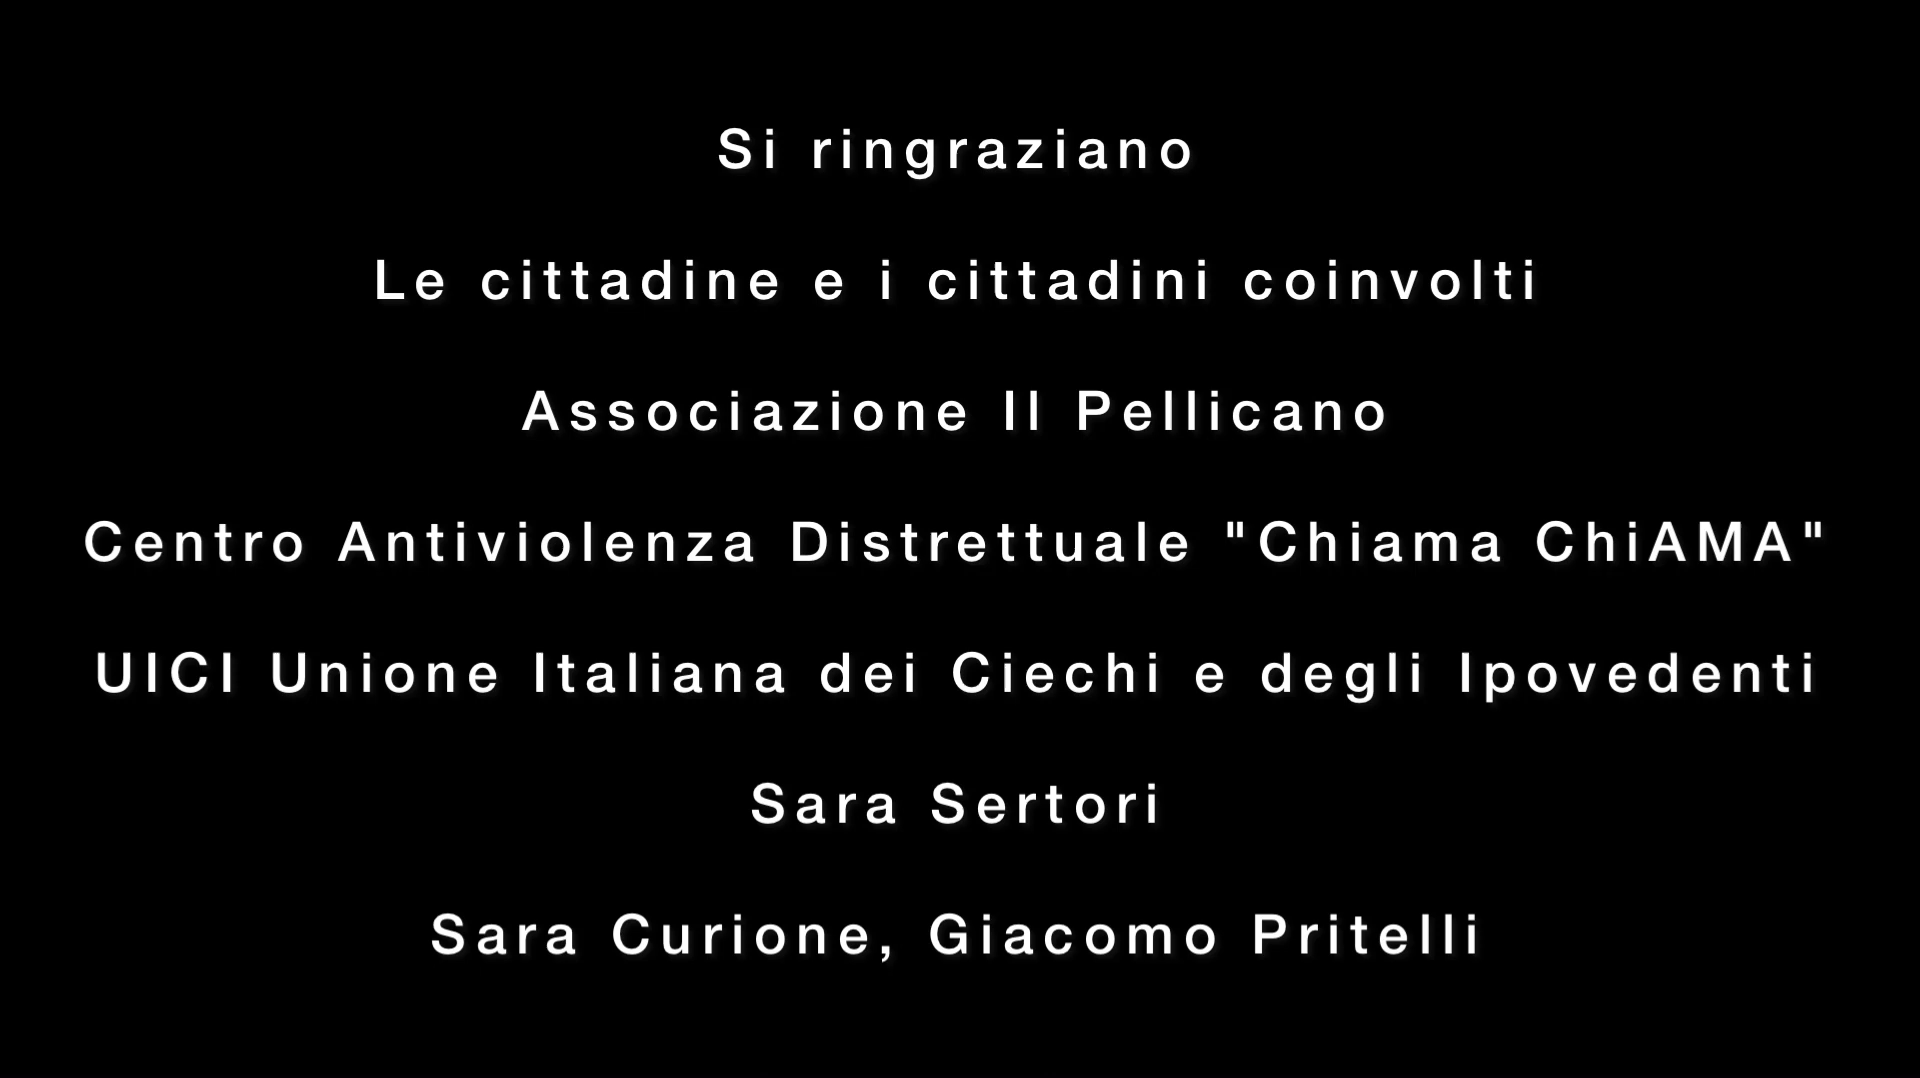 Si ringraziano
Le cittadine e i cittadini coinvolti
Associazione Il Pellicano
Centro Antiviolenza Distrettuale "Chiama ChiAMA"
UICI Unione Italiana dei Ciechi e degli Ipovedenti
Sara Sertori
Sara Curione, Giacomo Pritelli